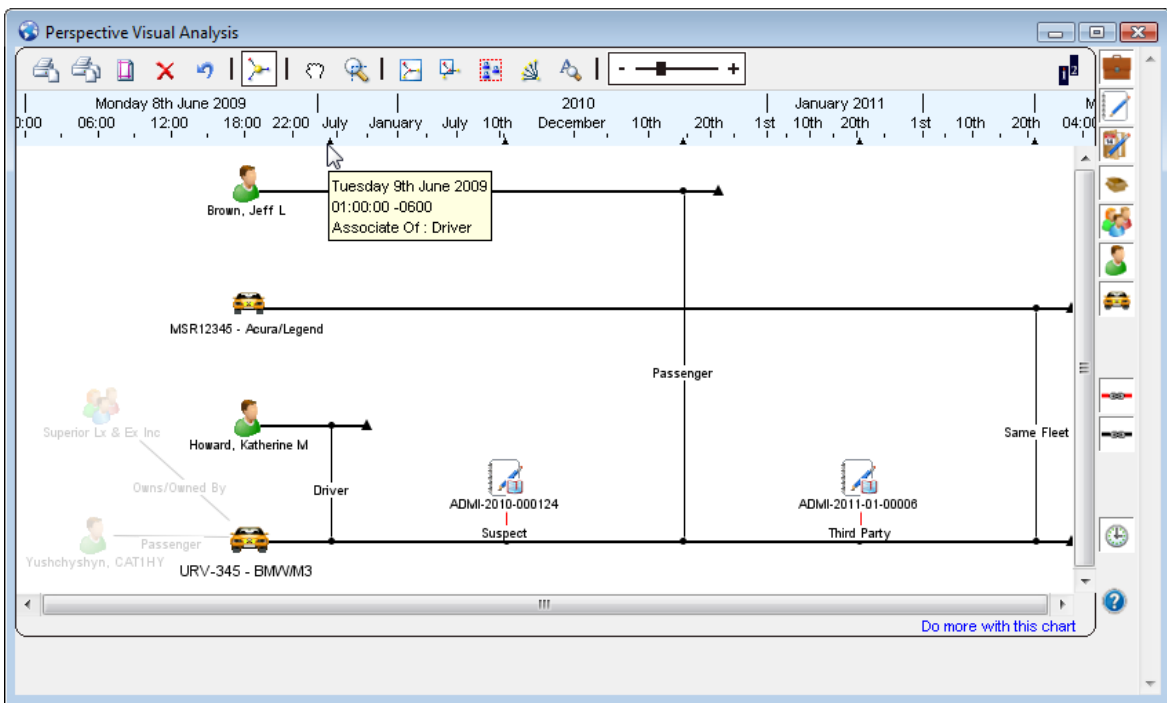 Perspective Visual Analysis
- +
1 2
Monday 8th June 2009 2010 January 2011 M
0:00 06:00 12:00 18:00 22:00 July January July 10th December 10th 20th 1st 10th 20th 1st 10th 20th 04:00
Tuesday 9th June 2009
01:00:00 -0600
Associate Of : Driver
Brown, Jeff L
MSR12345 - Acura/Legend
Passenger
Superior Lx & Ex Inc
Howard, Katherine M
Same Fleet
Owns/Owned By
Driver
ADMI-2010-000124
ADMI-2011-01-00006
Suspect
Third Party
Passenger
Yushchyshyn, CAT1HY
URV-345 - BMW/M3
Do more with this chart